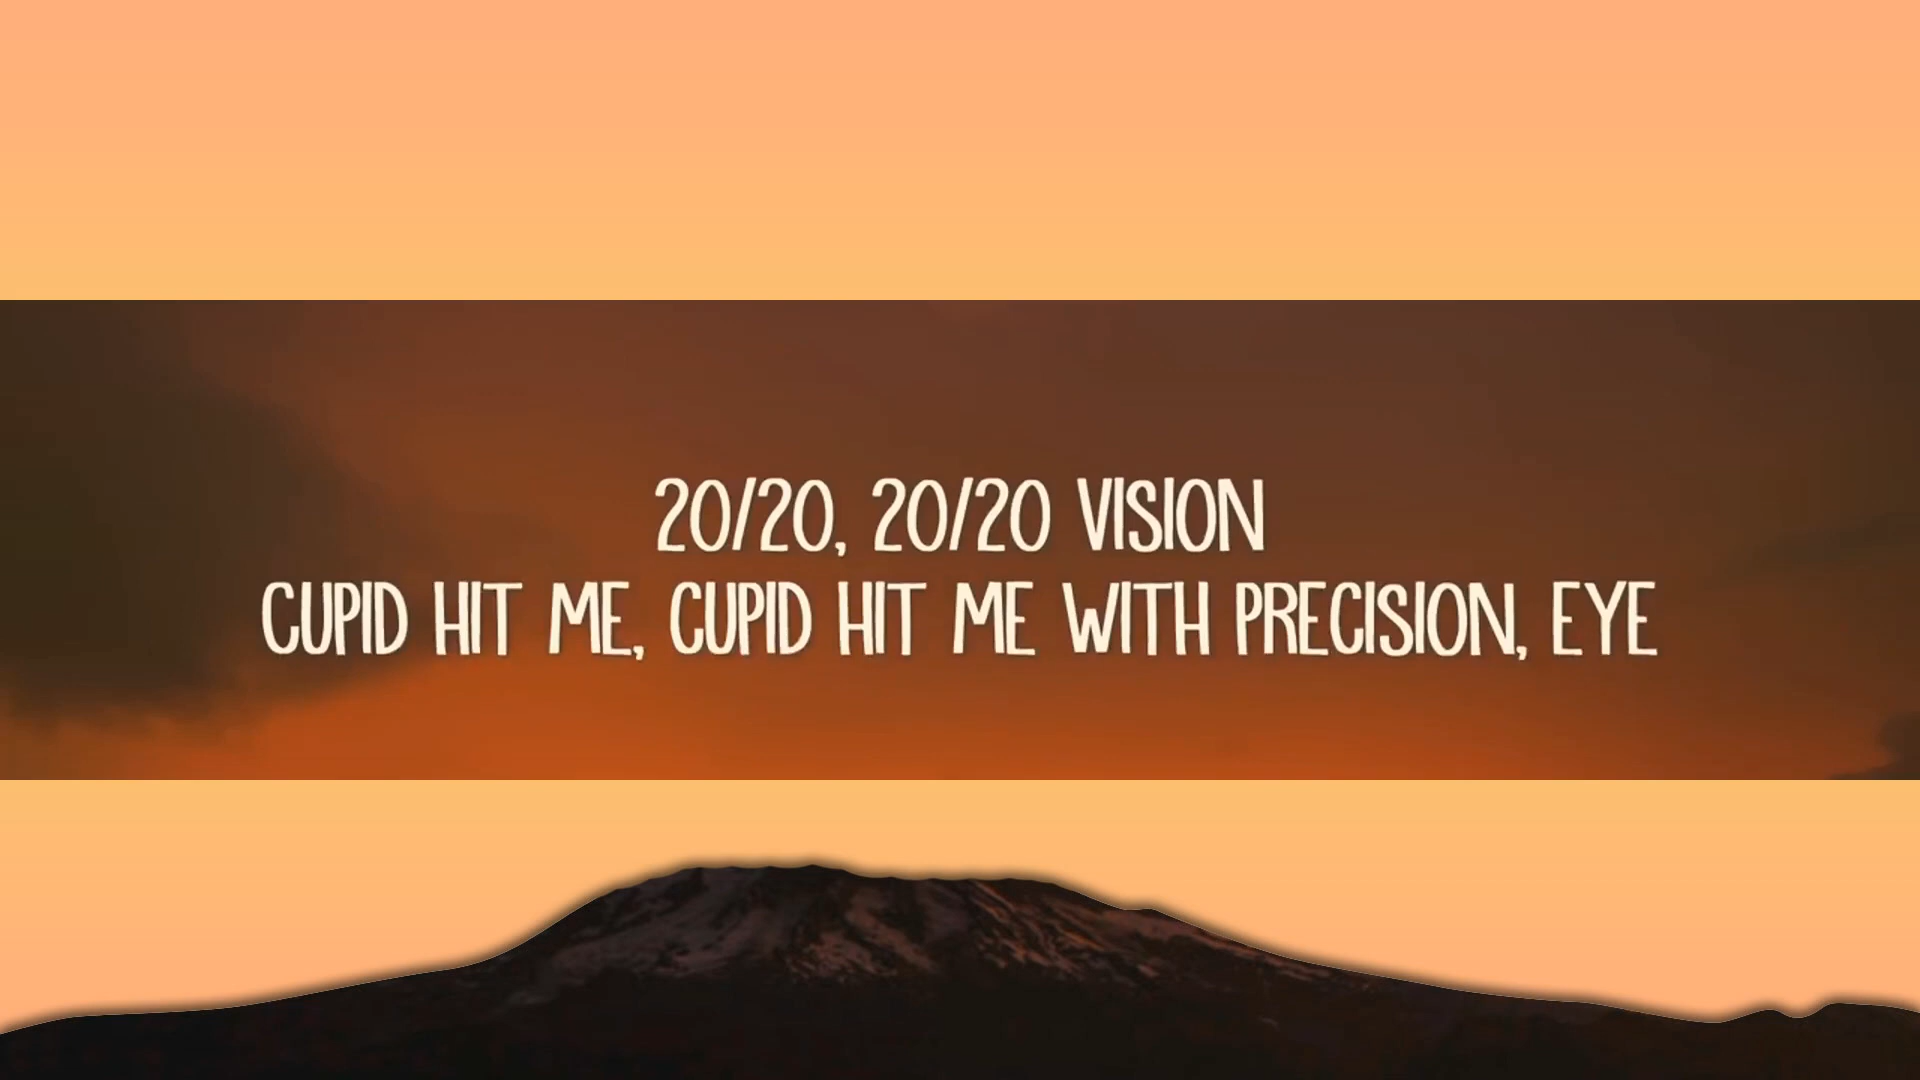 20/20, 20/20 VISION
CUPID HIT ME, CUPID HIT ME WITH PRECISION, EYE